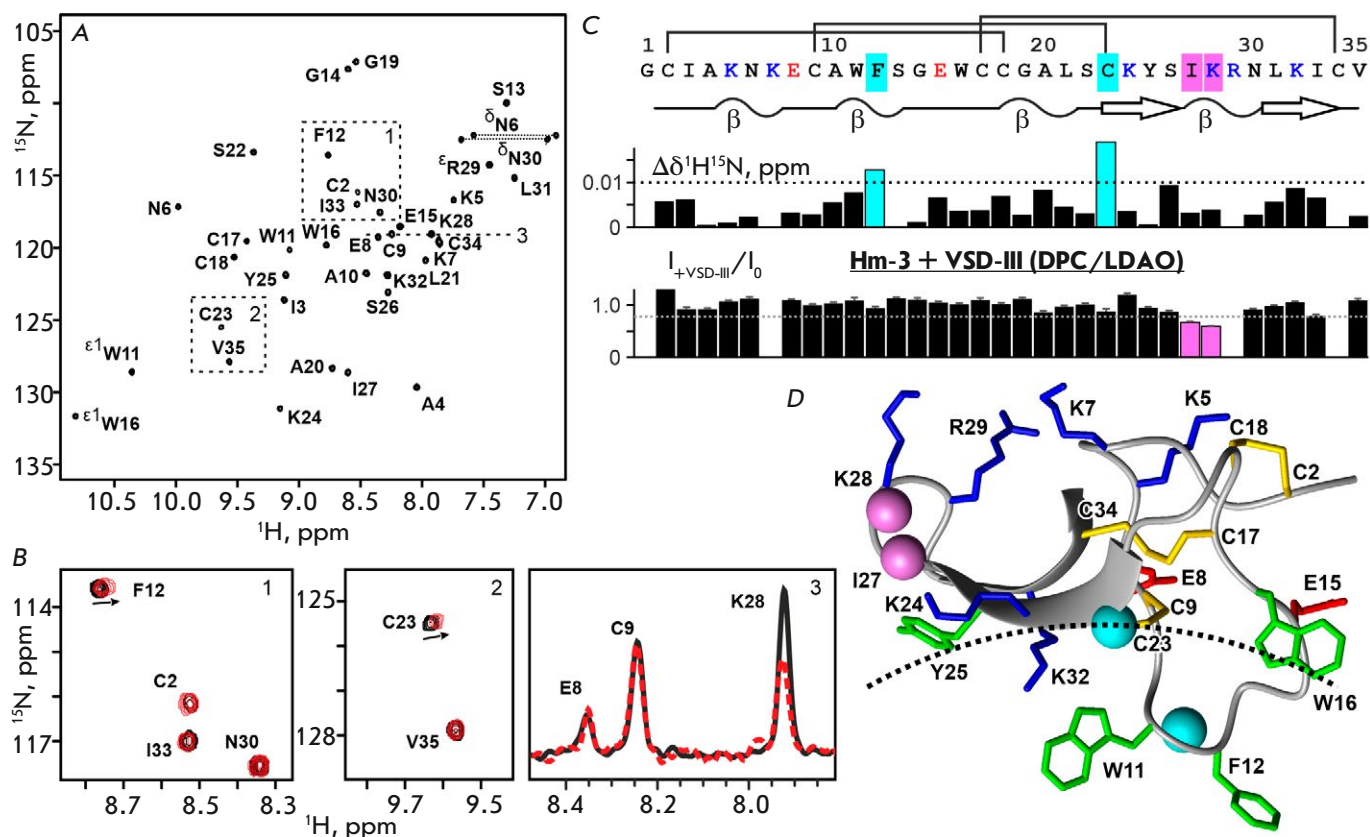 A
105
110
115
120
125
130
135
¹⁵N, ppm
10.0 9.5 9.0 8.5 8.0 7.5 7.0
¹H, ppm
G19
G14
S13
F12
1
δN6
δN30
S22
εR29
L31
C2
N30
I33
K5
N6
E15
W16
K28
3
C17
W11
E8
C9
C34
C18
K7
Y25
A10
K32
L21
S26
I3
C23
2
V35
ε1W11
A20
I27
A4
ε1W16
K24
B
¹⁵N, ppm
114
117
F12
1
C2
I33
N30
8.7 8.5 8.3
125
128
C23
2
V35
9.7 9.5
¹H, ppm
E8
C9
K28
3
8.4 8.2 8.0
C
1 10 20 30 35
GCIAKNKECAWFSGEWCCGALSCKYSIKRNLKICV
β β β β
Δδ¹H¹⁵N, ppm
0.01
0
I+VSD-III/I0
Hm-3 + VSD-III (DPC/LDAO)
1.0
0
D
K28
R29
K7
K5
C18
C2
C34
C17
I27
E8
E15
K24
C9
C23
Y25
K32
W16
W11
F12